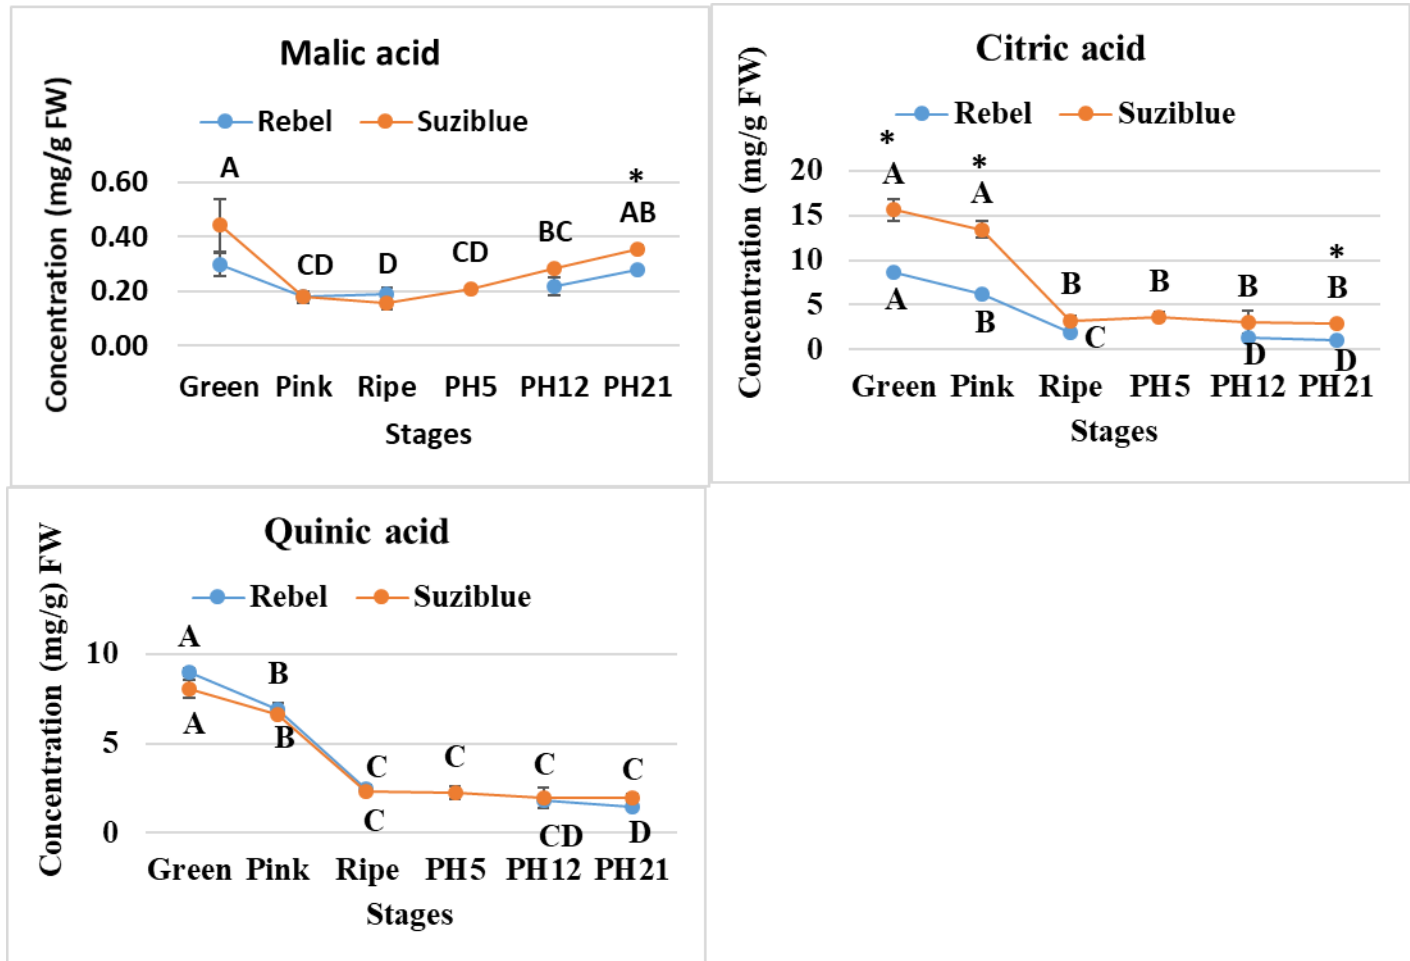 Malic acid
Rebel Suziblue
Concentration (mg/g FW)
0.60
0.40
0.20
0.00
A
CD
D
CD
BC
*
AB
Green Pink Ripe PH5 PH12 PH21
Stages
Citric acid
Rebel Suziblue
Concentration (mg/g FW)
20
15
10
5
0
*
A
*
A
B
B
B
*
B
A
B
C
D
D
Green Pink Ripe PH5 PH12 PH21
Stages
Quinic acid
Rebel Suziblue
Concentration (mg/g) FW
10
5
0
A
B
C
C
C
C
A
B
C
CD
D
Green Pink Ripe PH5 PH12 PH21
Stages